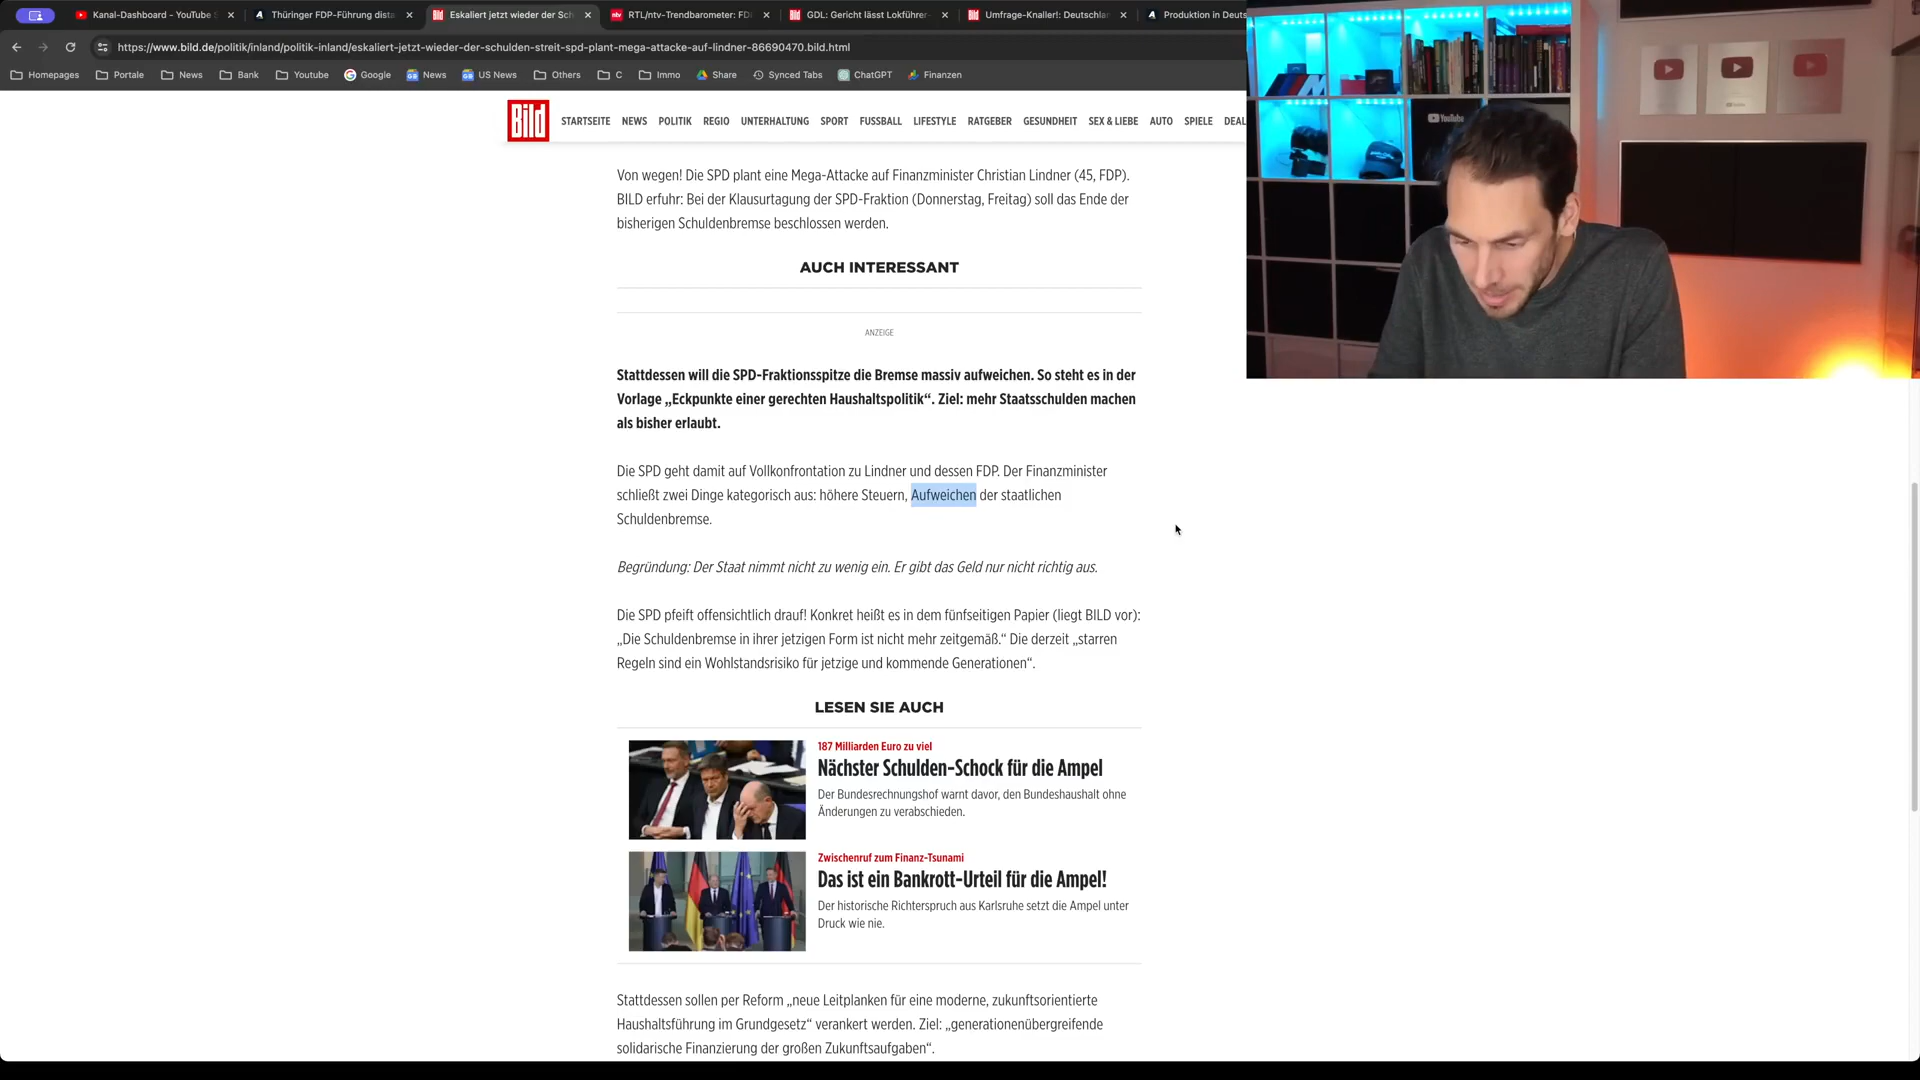 Kanal-Dashboard – YouTube S
Thüringer FDP-Führung dista
Eskaliert jetzt wieder der Sch
RTL/ntv-Trendbarometer: FD
GDL: Gericht lässt Lokführer-
Umfrage-Knaller!: Deutschlan
Produktion in Deuts
https://www.bild.de/politik/inland/politik-inland/eskaliert-jetzt-wieder-der-schulden-streit-spd-plant-mega-attacke-auf-lindner-86690470.bild.html
Homepages Portale News Bank Youtube Google News US News Others C Immo Share Synced Tabs ChatGPT Finanzen
Bild STARTSEITE NEWS POLITIK REGIO UNTERHALTUNG SPORT FUSSBALL LIFESTYLE RATGEBER GESUNDHEIT SEX & LIEBE AUTO SPIELE DEAL
YouTube
Von wegen! Die SPD plant eine Mega-Attacke auf Finanzminister Christian Lindner (45, FDP).
BILD erfuhr: Bei der Klausurtagung der SPD-Fraktion (Donnerstag, Freitag) soll das Ende der
bisherigen Schuldenbremse beschlossen werden.
AUCH INTERESSANT
ANZEIGE
Stattdessen will die SPD-Fraktionsspitze die Bremse massiv aufweichen. So steht es in der
Vorlage „Eckpunkte einer gerechten Haushaltspolitik“. Ziel: mehr Staatsschulden machen
als bisher erlaubt.
Die SPD geht damit auf Vollkonfrontation zu Lindner und dessen FDP. Der Finanzminister
schließt zwei Dinge kategorisch aus: höhere Steuern, Aufweichen der staatlichen
Schuldenbremse.
Begründung: Der Staat nimmt nicht zu wenig ein. Er gibt das Geld nur nicht richtig aus.
Die SPD pfeift offensichtlich drauf! Konkret heißt es in dem fünfseitigen Papier (liegt BILD vor):
„Die Schuldenbremse in ihrer jetzigen Form ist nicht mehr zeitgemäß.“ Die derzeit „starren
Regeln sind ein Wohlstandsrisiko für jetzige und kommende Generationen“.
LESEN SIE AUCH
187 Milliarden Euro zu viel
Nächster Schulden-Schock für die Ampel
Der Bundesrechnungshof warnt davor, den Bundeshaushalt ohne
Änderungen zu verabschieden.
Zwischenruf zum Finanz-Tsunami
Das ist ein Bankrott-Urteil für die Ampel!
Der historische Richterspruch aus Karlsruhe setzt die Ampel unter
Druck wie nie.
Stattdessen sollen per Reform „neue Leitplanken für eine moderne, zukunftsorientierte
Haushaltsführung im Grundgesetz“ verankert werden. Ziel: „generationenübergreifende
solidarische Finanzierung der großen Zukunftsaufgaben“.